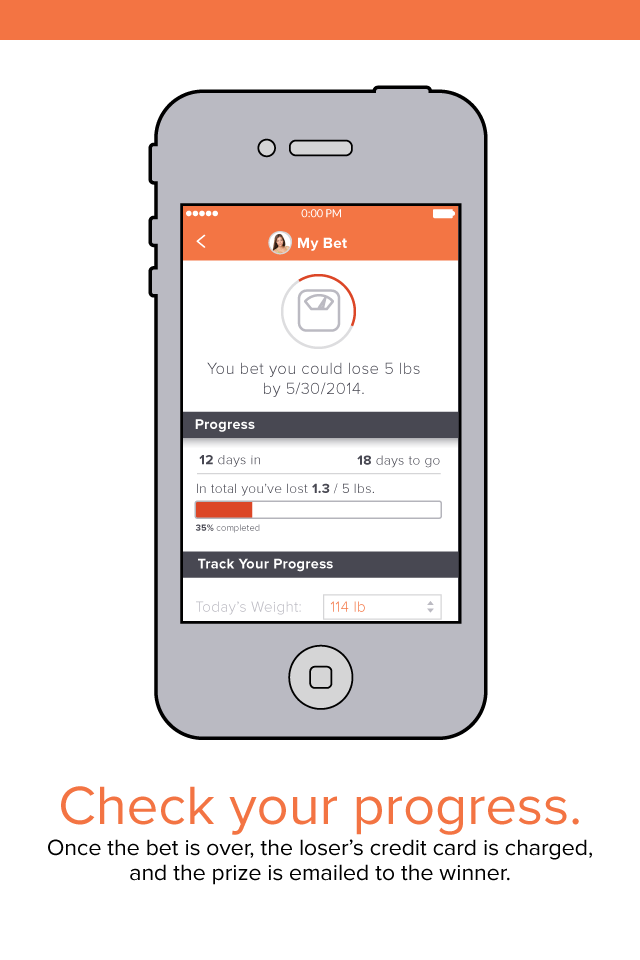 0:00 PM
My Bet
You bet you could lose 5 lbs
by 5/30/2014.
Progress
12 days in 18 days to go
In total you've lost 1.3 / 5 lbs.
35% completed
Track Your Progress
Today's Weight: 114 lb
Check your progress.
Once the bet is over, the loser's credit card is charged,
and the prize is emailed to the winner.